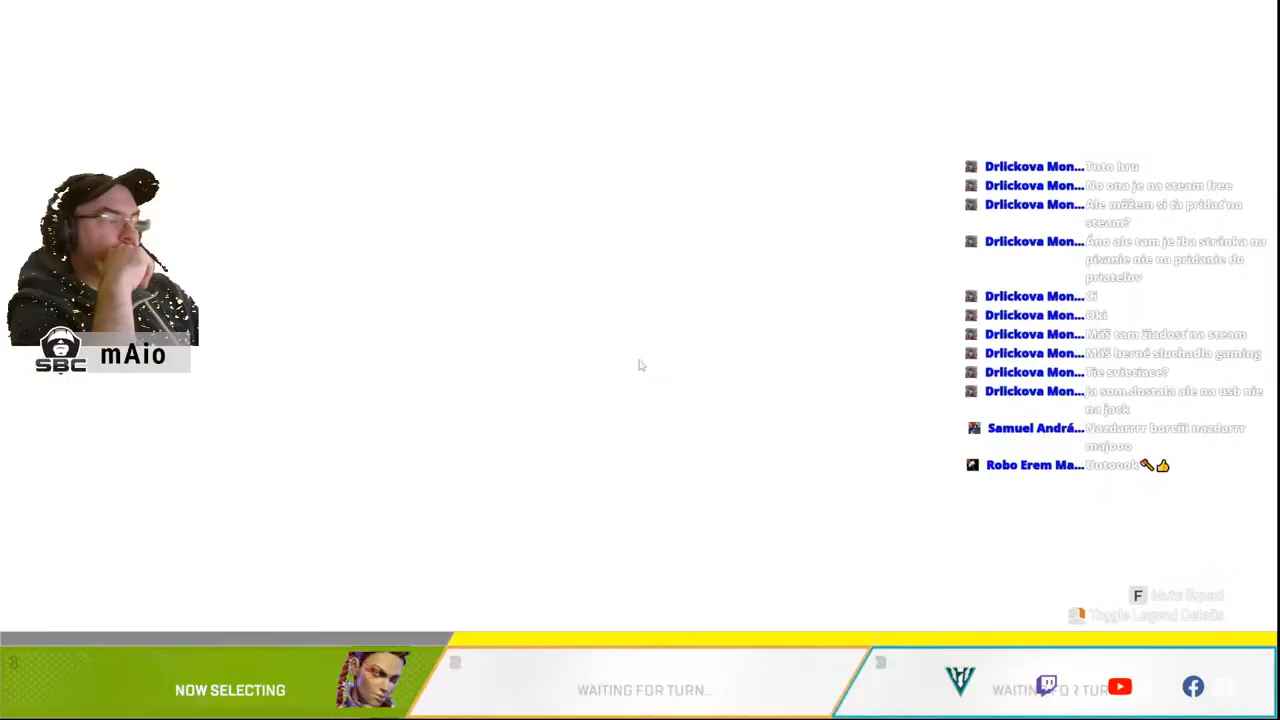 Drlickova Mon... Tuto hru
Drlickova Mon... No ona je na steam free
Drlickova Mon... Ale môžem si ťa pridať na
steam?
Drlickova Mon... Áno ale tam je iba stránka na
písanie nie na pridanie do
priateľov
Drlickova Mon... Ci
Drlickova Mon... Oki
Drlickova Mon... Máš tam žiadosť na steam
Drlickova Mon... Máš herné sluchadla gaming
Drlickova Mon... Tie svietiace?
Drlickova Mon... Ja som.dostala ale na usb nie
na jack
Samuel Andrá... Nazdarrrr borciii nazdarrr
majooo
Robo Erem Ma... Uutoook🪓👍
SBC mAio
F Mute Squad
Toggle Legend Details
NOW SELECTING
WAITING FOR TURN...